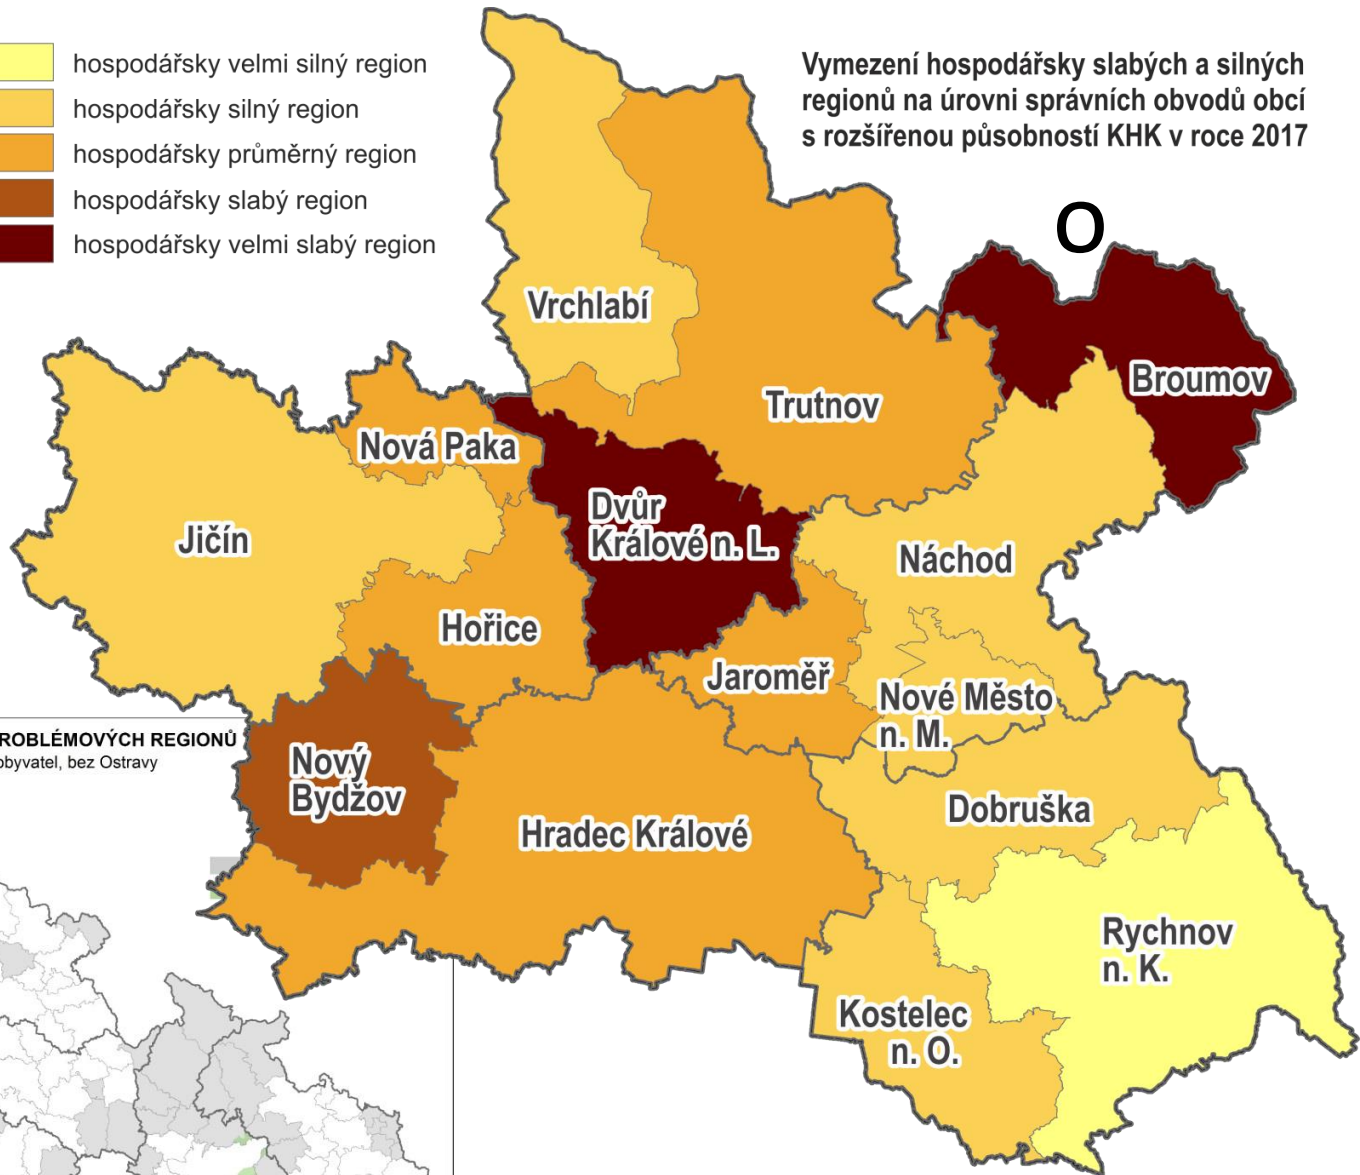 hospodářsky velmi silný region
hospodářsky silný region
hospodářsky průměrný region
hospodářsky slabý region
hospodářsky velmi slabý region
Vymezení hospodářsky slabých a silných
regionů na úrovni správních obvodů obcí
s rozšířenou působností KHK v roce 2017
O
Vrchlabí
Trutnov
Broumov
Nová Paka
Jičín
Dvůr
Králové n. L.
Náchod
Hořice
Jaroměř
Nové Město
n. M.
ROBLÉMOVÝCH REGIONŮ
obyvatel, bez Ostravy
Nový
Bydžov
Hradec Králové
Dobruška
Rychnov
n. K.
Kostelec
n. O.